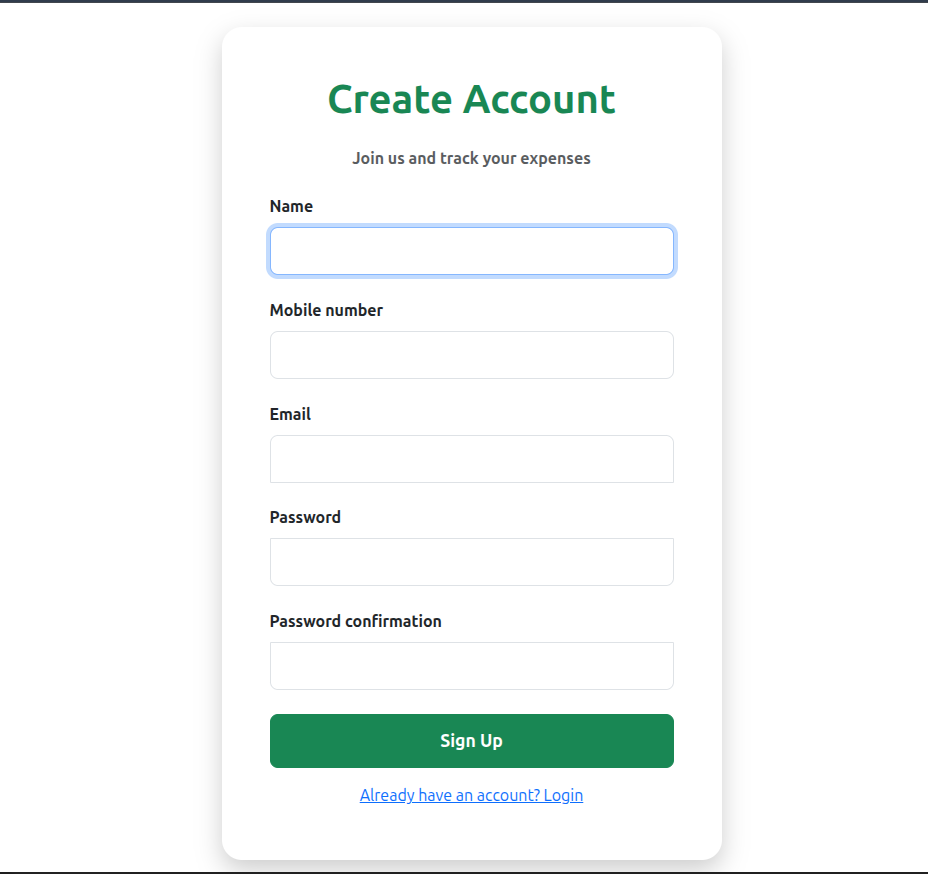 Create Account
Join us and track your expenses
Name
Mobile number
Email
Password
Password confirmation
Sign Up
Already have an account? Login